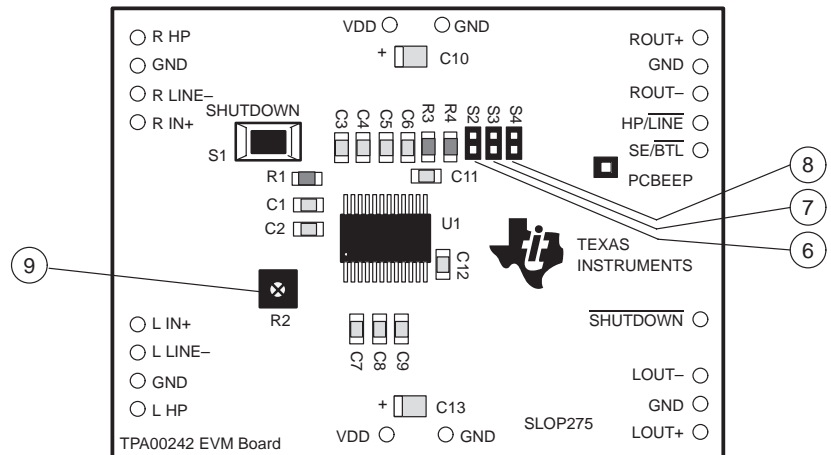 VDD GND
R HP
GND
R LINE–
R IN+
+ C10
ROUT+
GND
ROUT–
HP/LINE
SE/BTL
PCBEEP
SHUTDOWN
S1
C3 C4 C5 C6 R3 R4 S2 S3 S4
R1
C1
C2
C11
U1
C12
TEXAS
INSTRUMENTS
8
7
6
9
R2
L IN+
L LINE–
GND
L HP
C7 C8 C9
+ C13
VDD GND
SHUTDOWN
LOUT–
GND
LOUT+
SLOP275
TPA00242 EVM Board